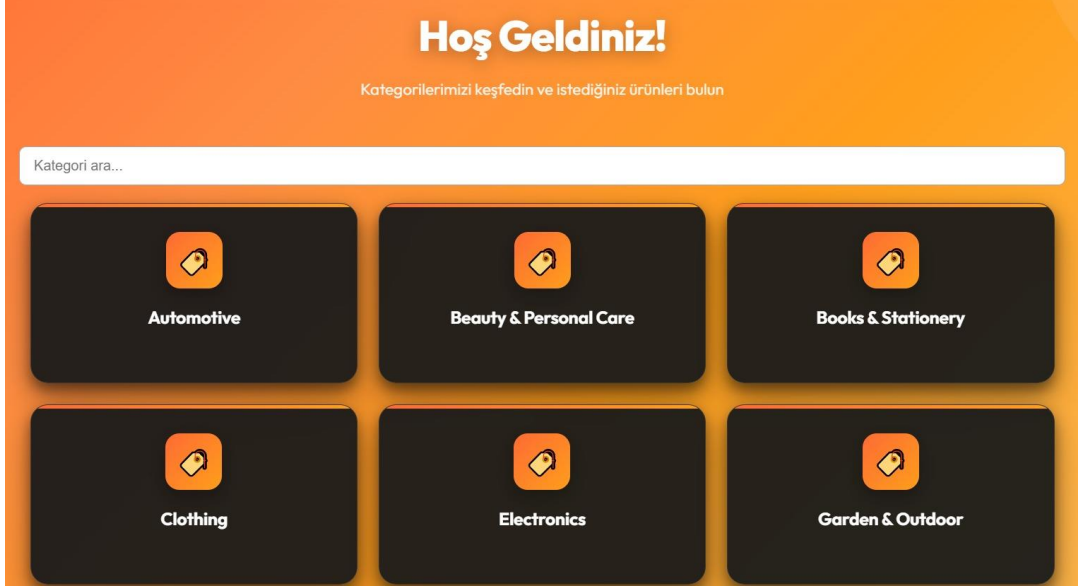 Hoş Geldiniz!
Kategorilerimizi keşfedin ve istediğiniz ürünleri bulun
Kategori ara...
Automotive
Beauty & Personal Care
Books & Stationery
Clothing
Electronics
Garden & Outdoor